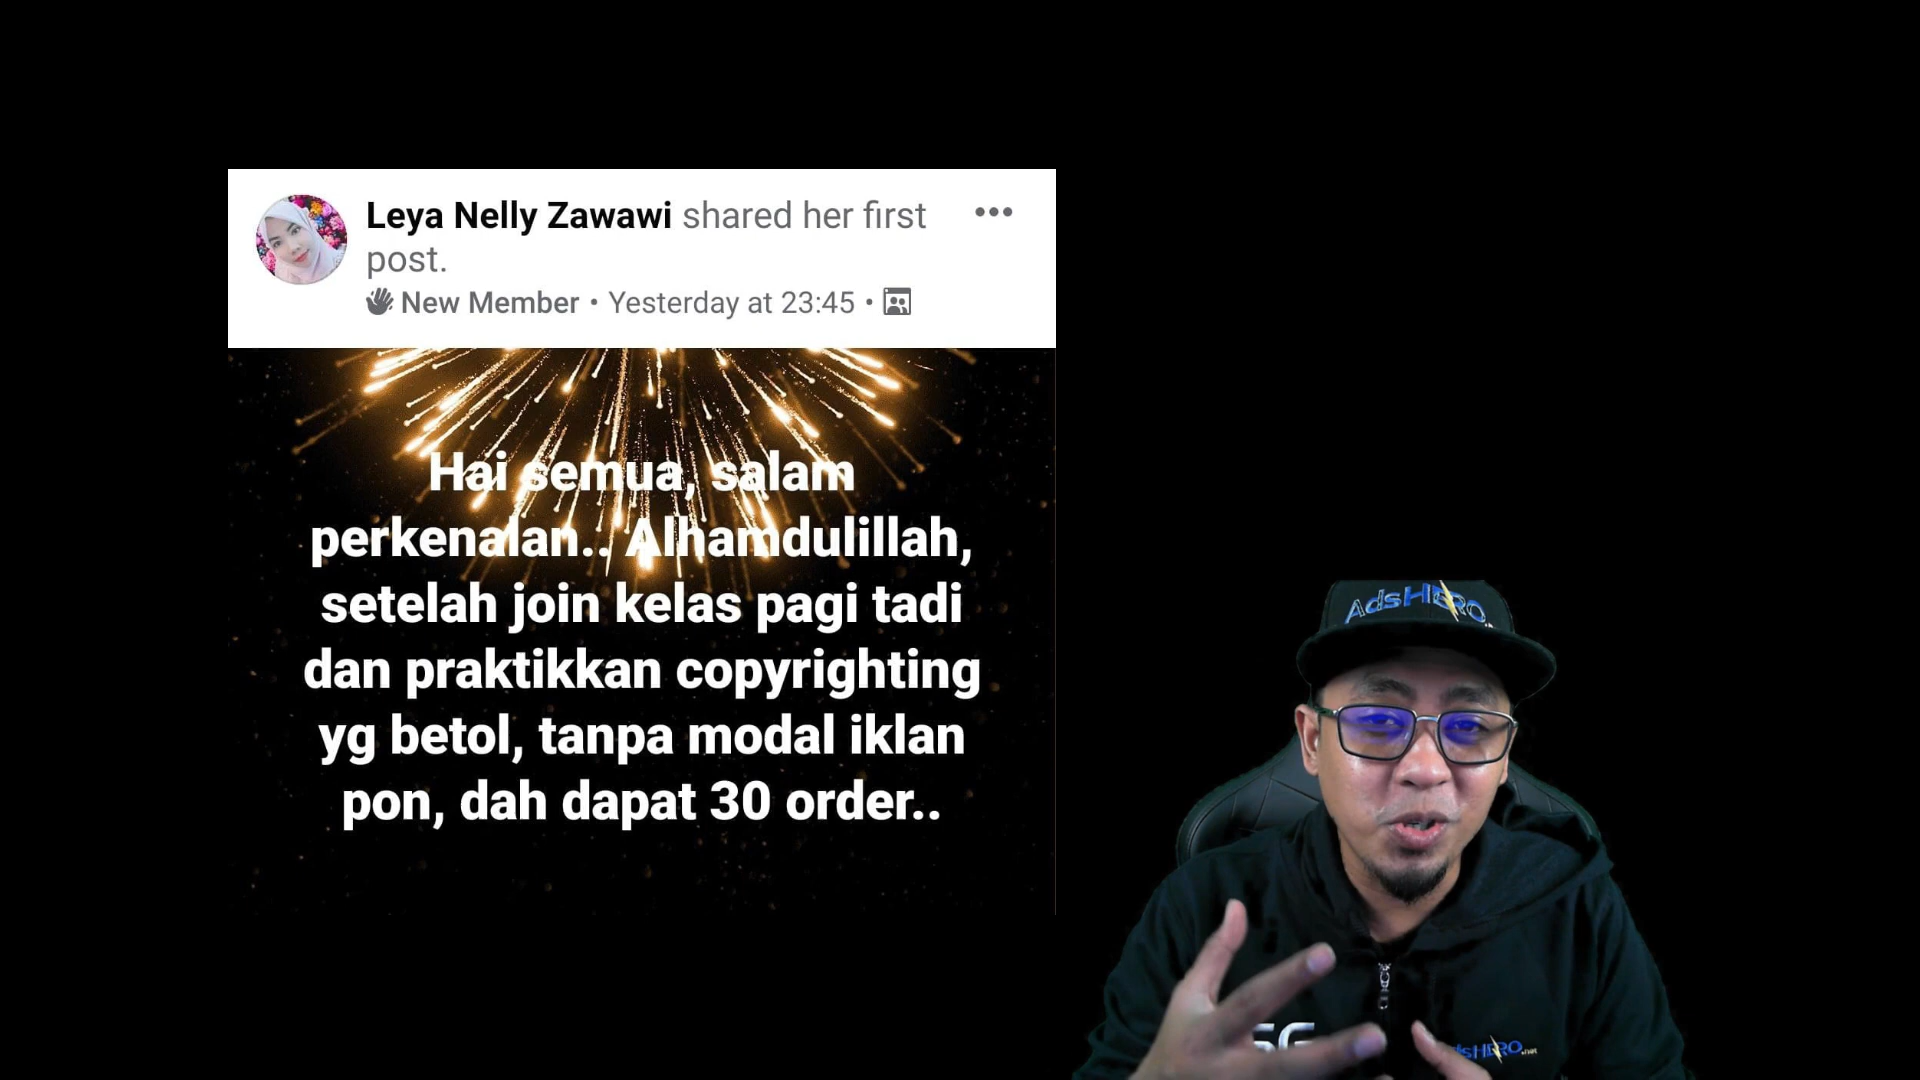 Leya Nelly Zawawi shared her first
post.
New Member • Yesterday at 23:45 •
Hai semua, salam
perkenalan.. Alhamdulillah,
setelah join kelas pagi tadi
dan praktikkan copyrighting
yg betol, tanpa modal iklan
pon, dah dapat 30 order..
AdsHERO